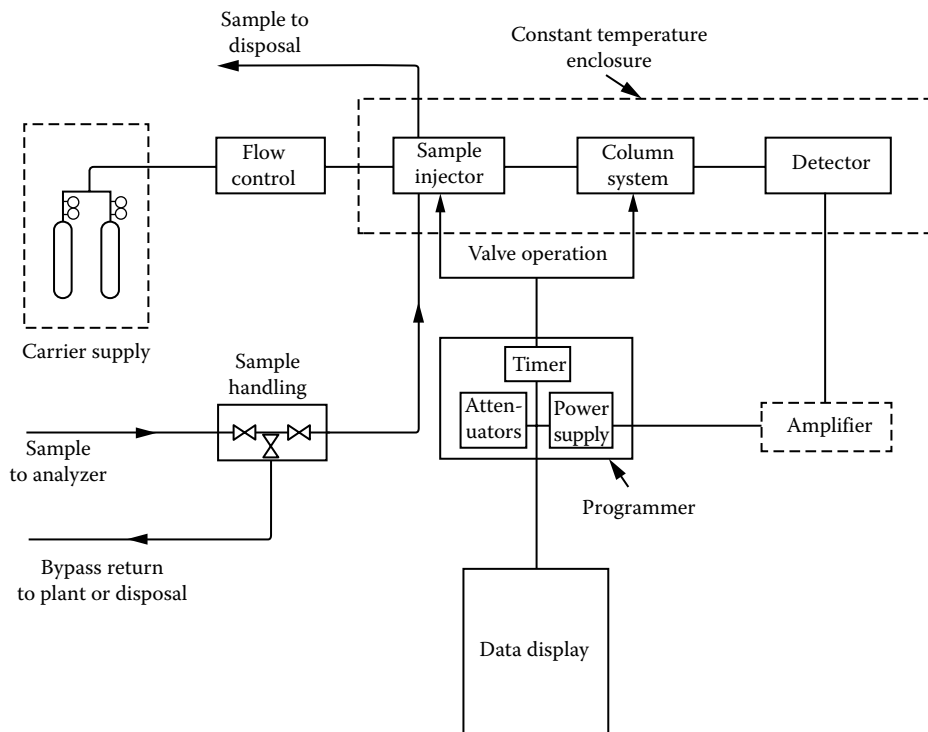 Sample to
disposal
Constant temperature
enclosure
Flow
control
Sample
injector
Column
system
Detector
Valve operation
Carrier supply
Sample
handling
Timer
Atten-
uators
Power
supply
Amplifier
Sample
to analyzer
Programmer
Bypass return
to plant or disposal
Data display